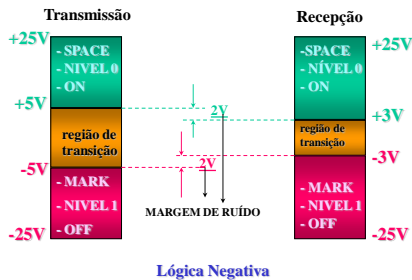 Transmissão
Recepção
+25V
- SPACE
- NIVEL 0
- ON
+5V
região de
transição
-5V
- MARK
- NIVEL 1
- OFF
-25V
2V
2V
MARGEM DE RUÍDO
+25V
-SPACE
- NÍVEL 0
- ON
+3V
região de
transição
-3V
- MARK
- NÍVEL 1
- OFF
-25V
Lógica Negativa